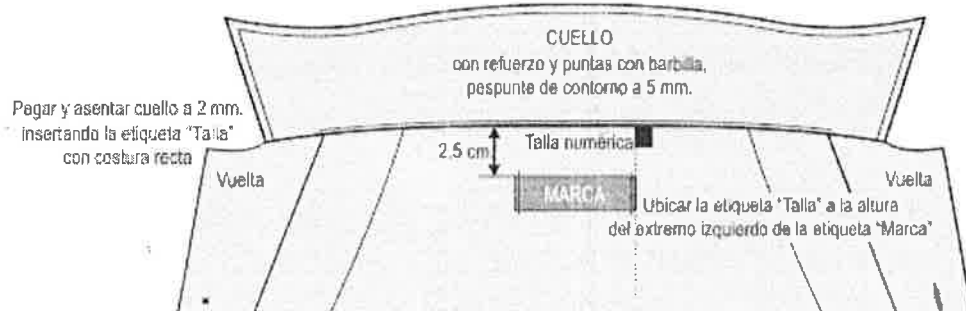 CUELLO
con refuerzo y puntas con barbilla,
pespunte de contorno a 5 mm.
Pegar y asentar cuello a 2 mm.
insertando la etiqueta "Talla"
con costura recta
2,5 cm
Talla numérica
Vuelta
Vuelta
MARCA
Ubicar la etiqueta "Talla" a la altura
del extremo izquierdo de la etiqueta "Marca"